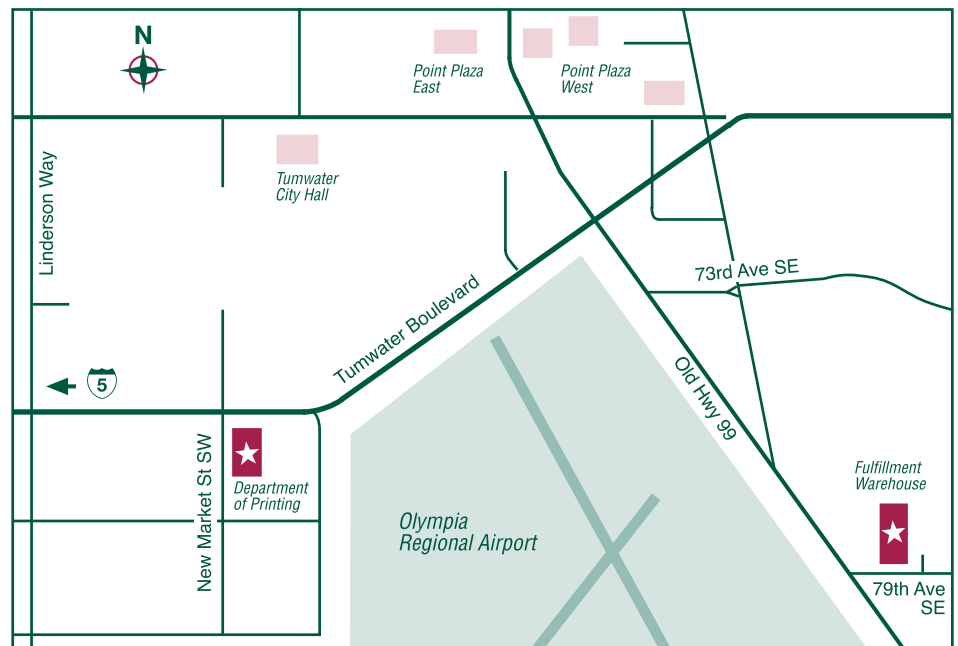 N
Point Plaza
East
Point Plaza
West
Linderson Way
Tumwater
City Hall
73rd Ave SE
Tumwater Boulevard
Old Hwy 99
5
New Market St SW
Department
of Printing
Fulfillment
Warehouse
Olympia
Regional Airport
79th Ave
SE